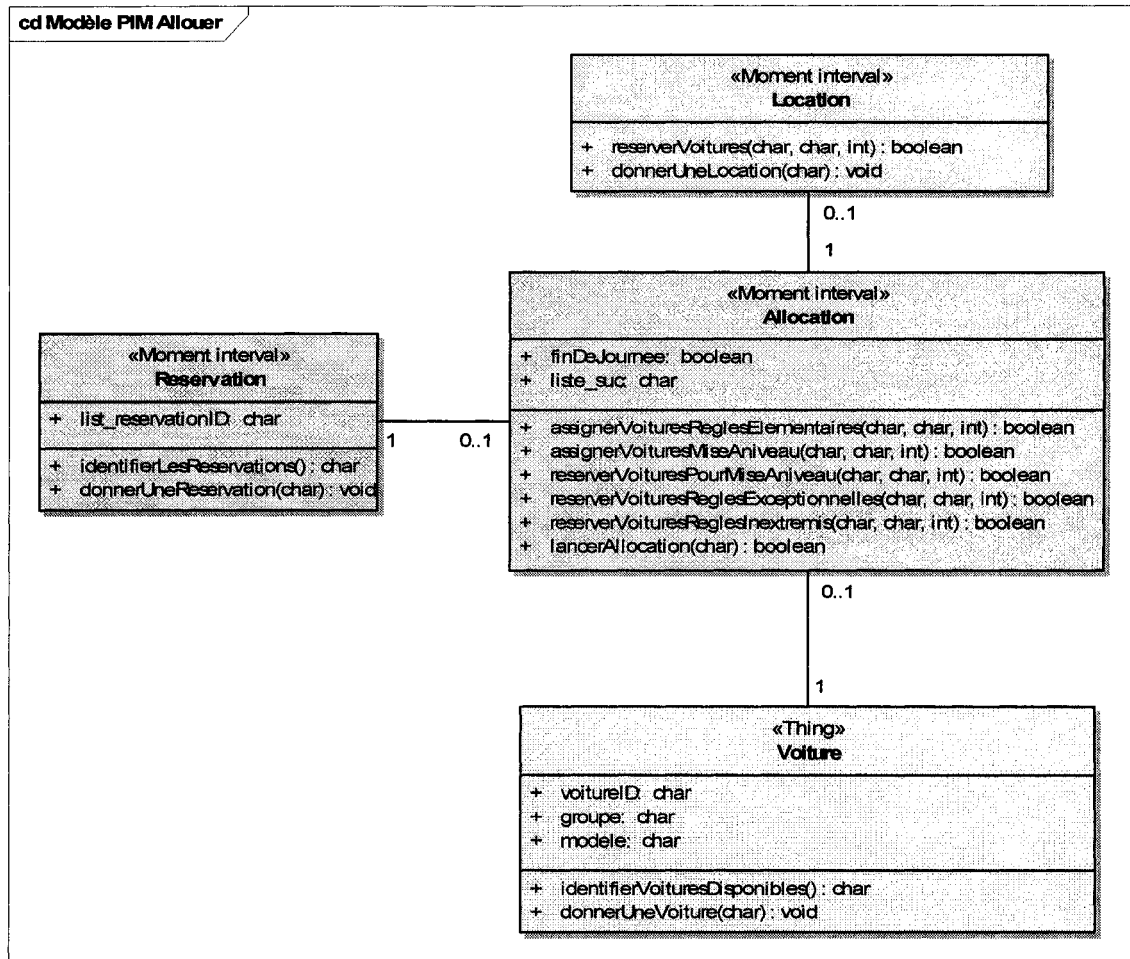 cd Modèle PIM Allouer
«Moment interval»
Location
+ reserverVoitures(char, char, int) : boolean
+ donnerUneLocation(char) : void
0..1
1
«Moment interval»
Allocation
+ finDeJournee: boolean
+ liste_suc: char
+ assignerVoituresReglesElementaires(char, char, int) : boolean
+ assignerVoituresMiseAniveau(char, char, int) : boolean
+ reserverVoituresPourMiseAniveau(char, char, int) : boolean
+ reserverVoituresReglesExceptionnelles(char, char, int) : boolean
+ reserverVoituresReglesInextremis(char, char, int) : boolean
+ lancerAllocation(char) : boolean
«Moment interval»
Reservation
+ list_reservationID: char
+ identifierLesReservations() : char
+ donnerUneReservation(char) : void
1 0..1
0..1
1
«Thing»
Voiture
+ voitureID: char
+ groupe: char
+ modele: char
+ identifierVoituresDisponibles() : char
+ donnerUneVoiture(char) : void